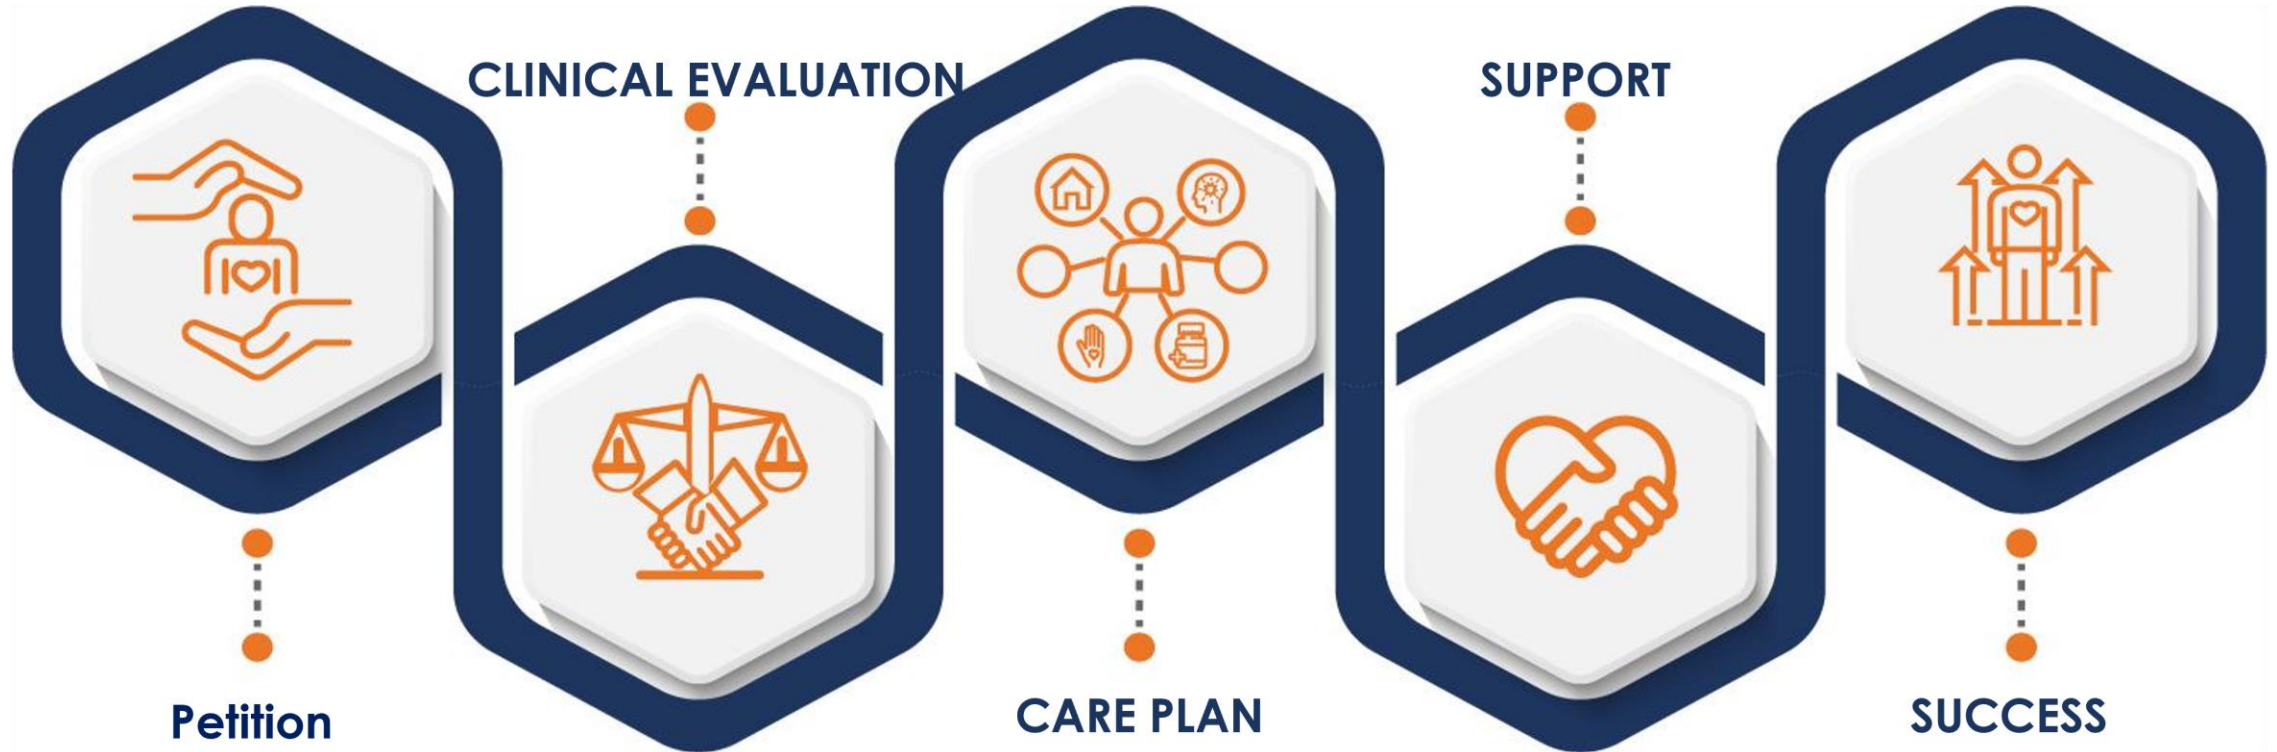 Petition
CLINICAL EVALUATION
CARE PLAN
SUPPORT
SUCCESS